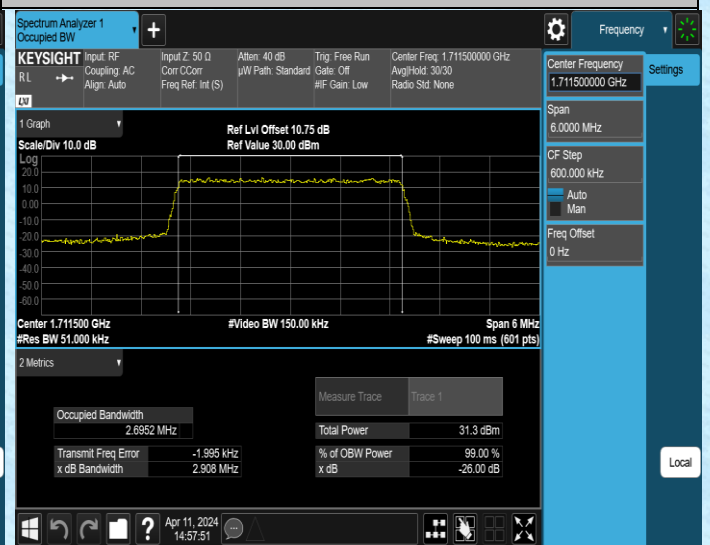 Spectrum Analyzer 1
Occupied BW
Frequency
KEYSIGHT
R L
LXI
Input: RF
Coupling: AC
Align: Auto
Input Z: 50 Ω
Corr CCorr
Freq Ref: Int (S)
Atten: 40 dB
µW Path: Standard
Trig: Free Run
Gate: Off
#IF Gain: Low
Center Freq: 1.711500000 GHz
Avg|Hold: 30/30
Radio Std: None
Center Frequency
1.711500000 GHz
Settings
Span
6.0000 MHz
CF Step
600.000 kHz
Auto
Man
Freq Offset
0 Hz
1 Graph
Scale/Div 10.0 dB
Ref Lvl Offset 10.75 dB
Ref Value 30.00 dBm
Log
20.0
10.0
0.00
-10.0
-20.0
-30.0
-40.0
-50.0
-60.0
Center 1.711500 GHz
#Res BW 51.000 kHz
#Video BW 150.00 kHz
Span 6 MHz
#Sweep 100 ms (601 pts)
2 Metrics
Measure Trace
Trace 1
Occupied Bandwidth
2.6952 MHz
Total Power
31.3 dBm
Transmit Freq Error
-1.995 kHz
% of OBW Power
99.00 %
x dB Bandwidth
2.908 MHz
x dB
-26.00 dB
Local
?
Apr 11, 2024
14:57:51